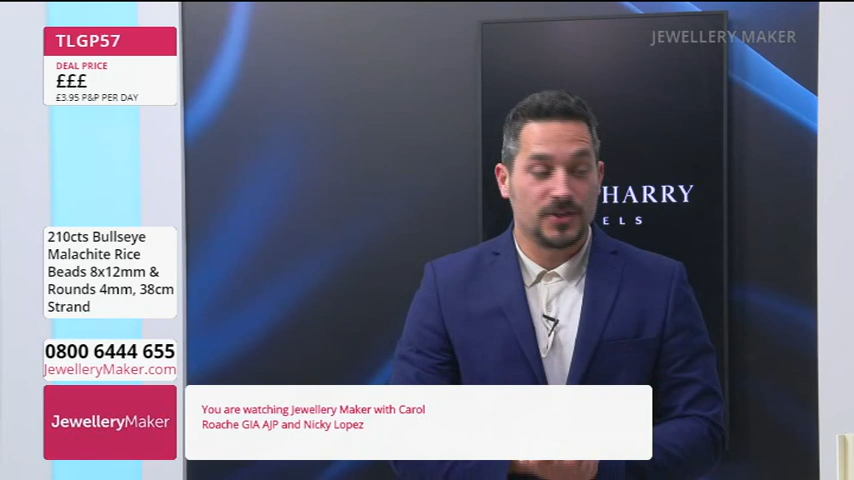 TLGP57
DEAL PRICE
£££
£3.95 P&P PER DAY
JEWELLERY MAKER
HARRY
ELS
210cts Bullseye
Malachite Rice
Beads 8x12mm &
Rounds 4mm, 38cm
Strand
0800 6444 655
JewelleryMaker.com
JewelleryMaker
You are watching Jewellery Maker with Carol
Roache GIA AJP and Nicky Lopez